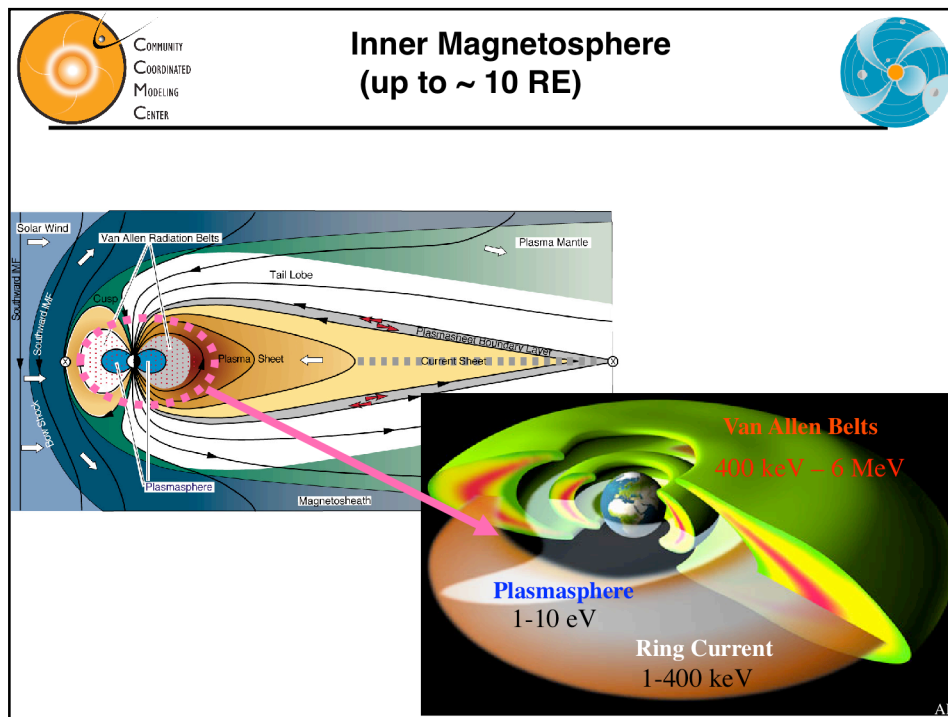 COMMUNITY
COORDINATED
MODELING
CENTER
Inner Magnetosphere
(up to ~ 10 RE)
Solar Wind
Van Allen Radiation Belts
Plasma Mantle
Tail Lobe
Southward IMF
Southward IMF
Cusp
Plasmasheet Boundary Layer
Plasma Sheet
Current Sheet
Bow Shock
Plasmasphere
Magnetosheath
Van Allen Belts
400 keV – 6 MeV
Plasmasphere
1-10 eV
Ring Current
1-400 keV